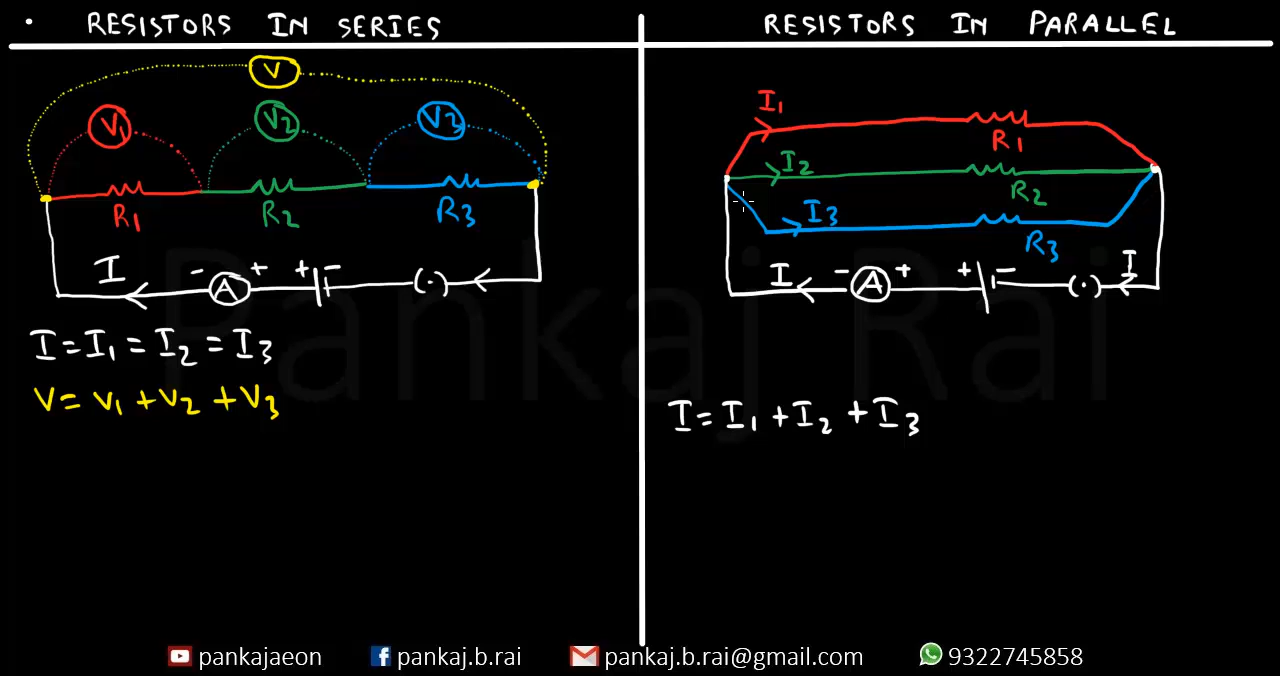 RESISTORS IN SERIES
V
V1 V2 V3
R1 R2 R3
I - + + -
A
I = I1 = I2 = I3
V = V1 + V2 + V3
RESISTORS IN PARALLEL
I1
R1
I2
R2
I3
R3
I - + + - I
A
I = I1 + I2 + I3
Pankaj Rai
pankajaeon pankaj.b.rai pankaj.b.rai@gmail.com 9322745858